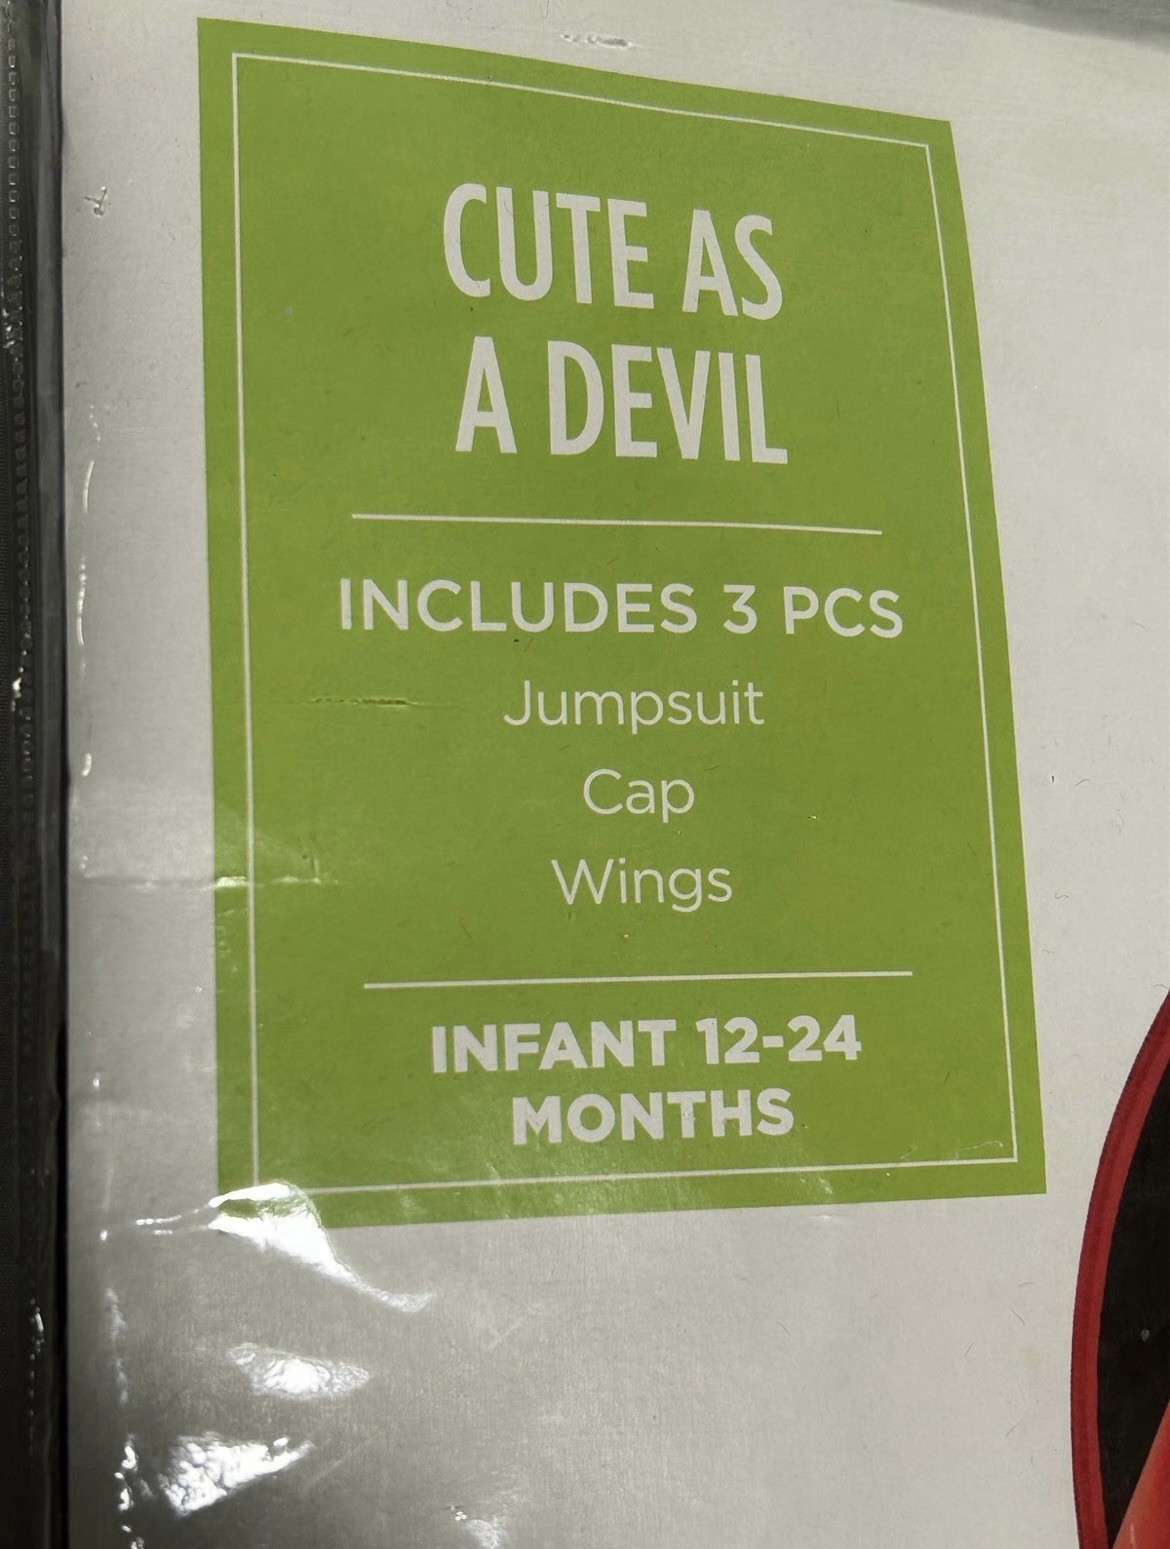 CUTE AS
A DEVIL
INCLUDES 3 PCS
Jumpsuit
Cap
Wings
INFANT 12-24
MONTHS